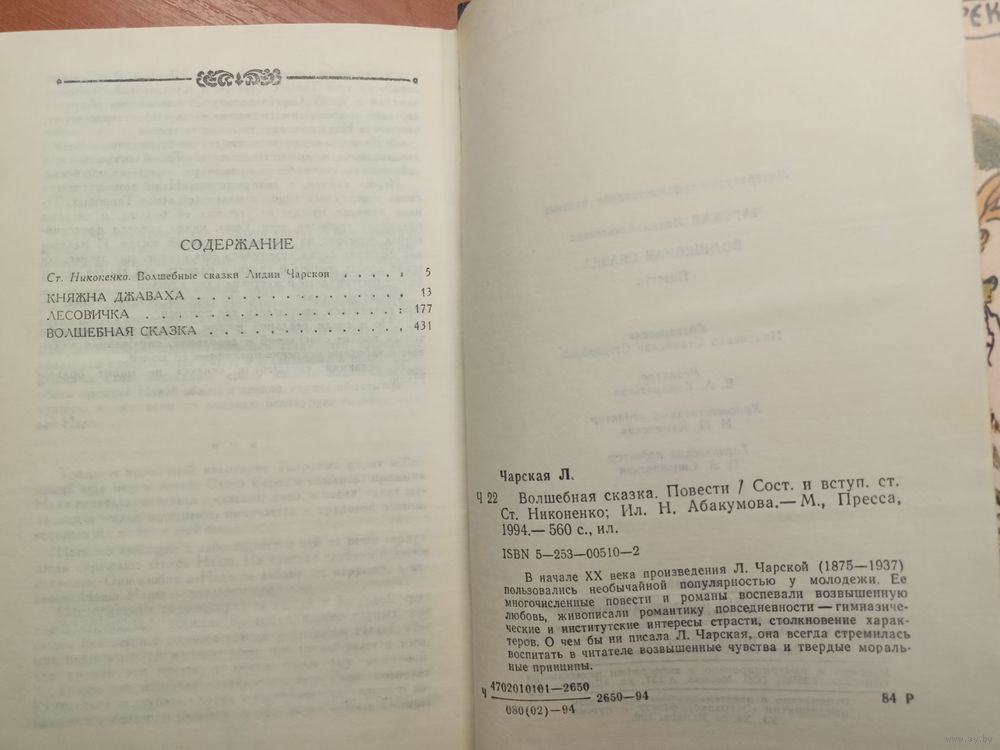 СОДЕРЖАНИЕ
Ст. Никоненко. Волшебные сказки Лидии Чарской . . . . . 5
КНЯЖНА ДЖАВАХА . . . . . . . . . . . . . . 13
ЛЕСОВИЧКА . . . . . . . . . . . . . . . . . : 177
ВОЛШЕБНАЯ СКАЗКА . . . . . . . . . . . . . 431
РЕК
Чарская Л.
Ч 22 Волшебная сказка. Повести / Сост. и вступ. ст.
Ст. Никоненко; Ил. Н. Абакумова.— М., Пресса,
1994.— 560 с., ил.
ISBN 5—253—00510—2
В начале XX века произведения Л. Чарской (1875—1937)
пользовались необычайной популярностью у молодежи. Ее
многочисленные повести и романы воспевали возвышенную
любовь, живописали романтику повседневности — гимназиче-
ские и институтские интересы страсти, столкновение харак-
теров. О чем бы ни писала Л. Чарская, она всегда стремилась
воспитать в читателе возвышенные чувства и твердые мораль-
ные принципы.
Ч 4702010101—2650
080(02)—94
2650—94
84 Р
www.ay.by